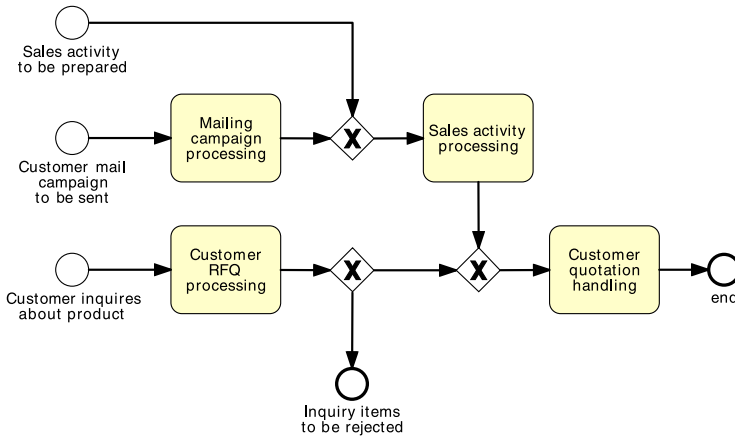 Sales activity
to be prepared
Mailing
campaign
processing
Sales activity
processing
Customer mail
campaign
to be sent
Customer
RFQ
processing
Customer
quotation
handling
Customer inquires
about product
end
Inquiry items
to be rejected